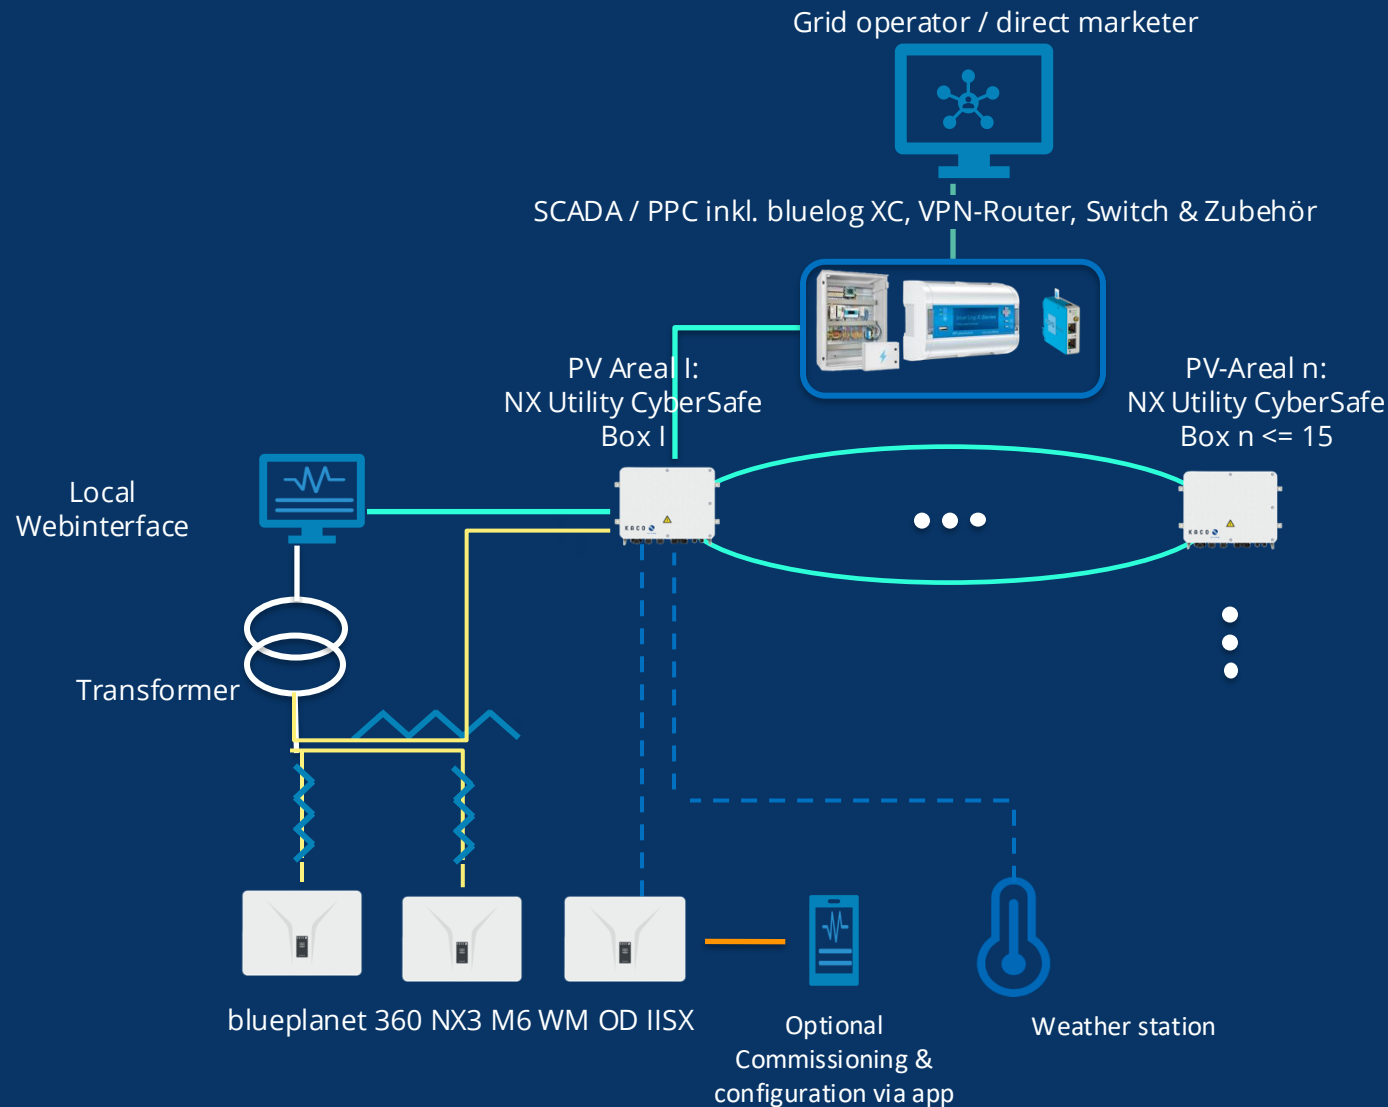 Grid operator / direct marketer
SCADA / PPC inkl. bluelog XC, VPN-Router, Switch & Zubehör
PV Areal I:
NX Utility CyberSafe
Box I
PV-Areal n:
NX Utility CyberSafe
Box n <= 15
KACO
KACO
Local
Webinterface
Transformer
blueplanet 360 NX3 M6 WM OD IISX
Optional
Commissioning &
configuration via app
Weather station